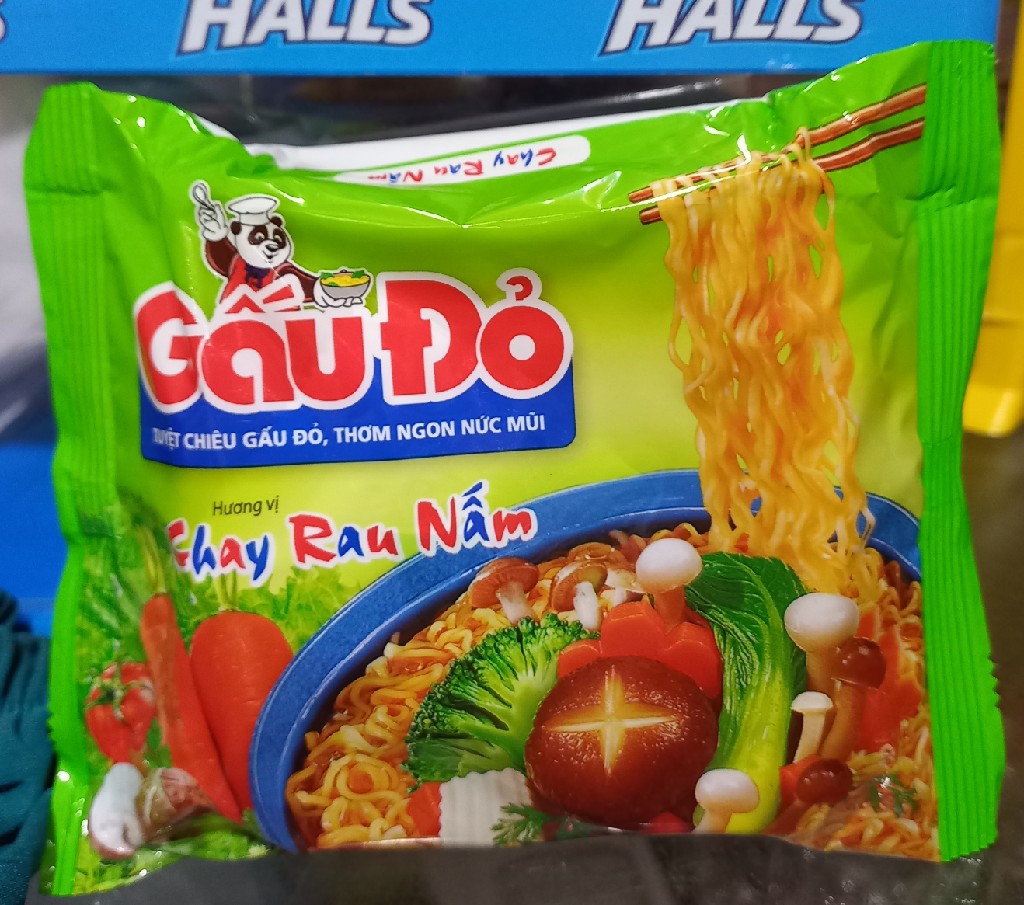 HALLS HALLS
Chay Rau Nấm
Gấu Đỏ
TUYỆT CHIÊU GẤU ĐỎ, THƠM NGON NỨC MŨI
Hương vị
Chay Rau Nấm